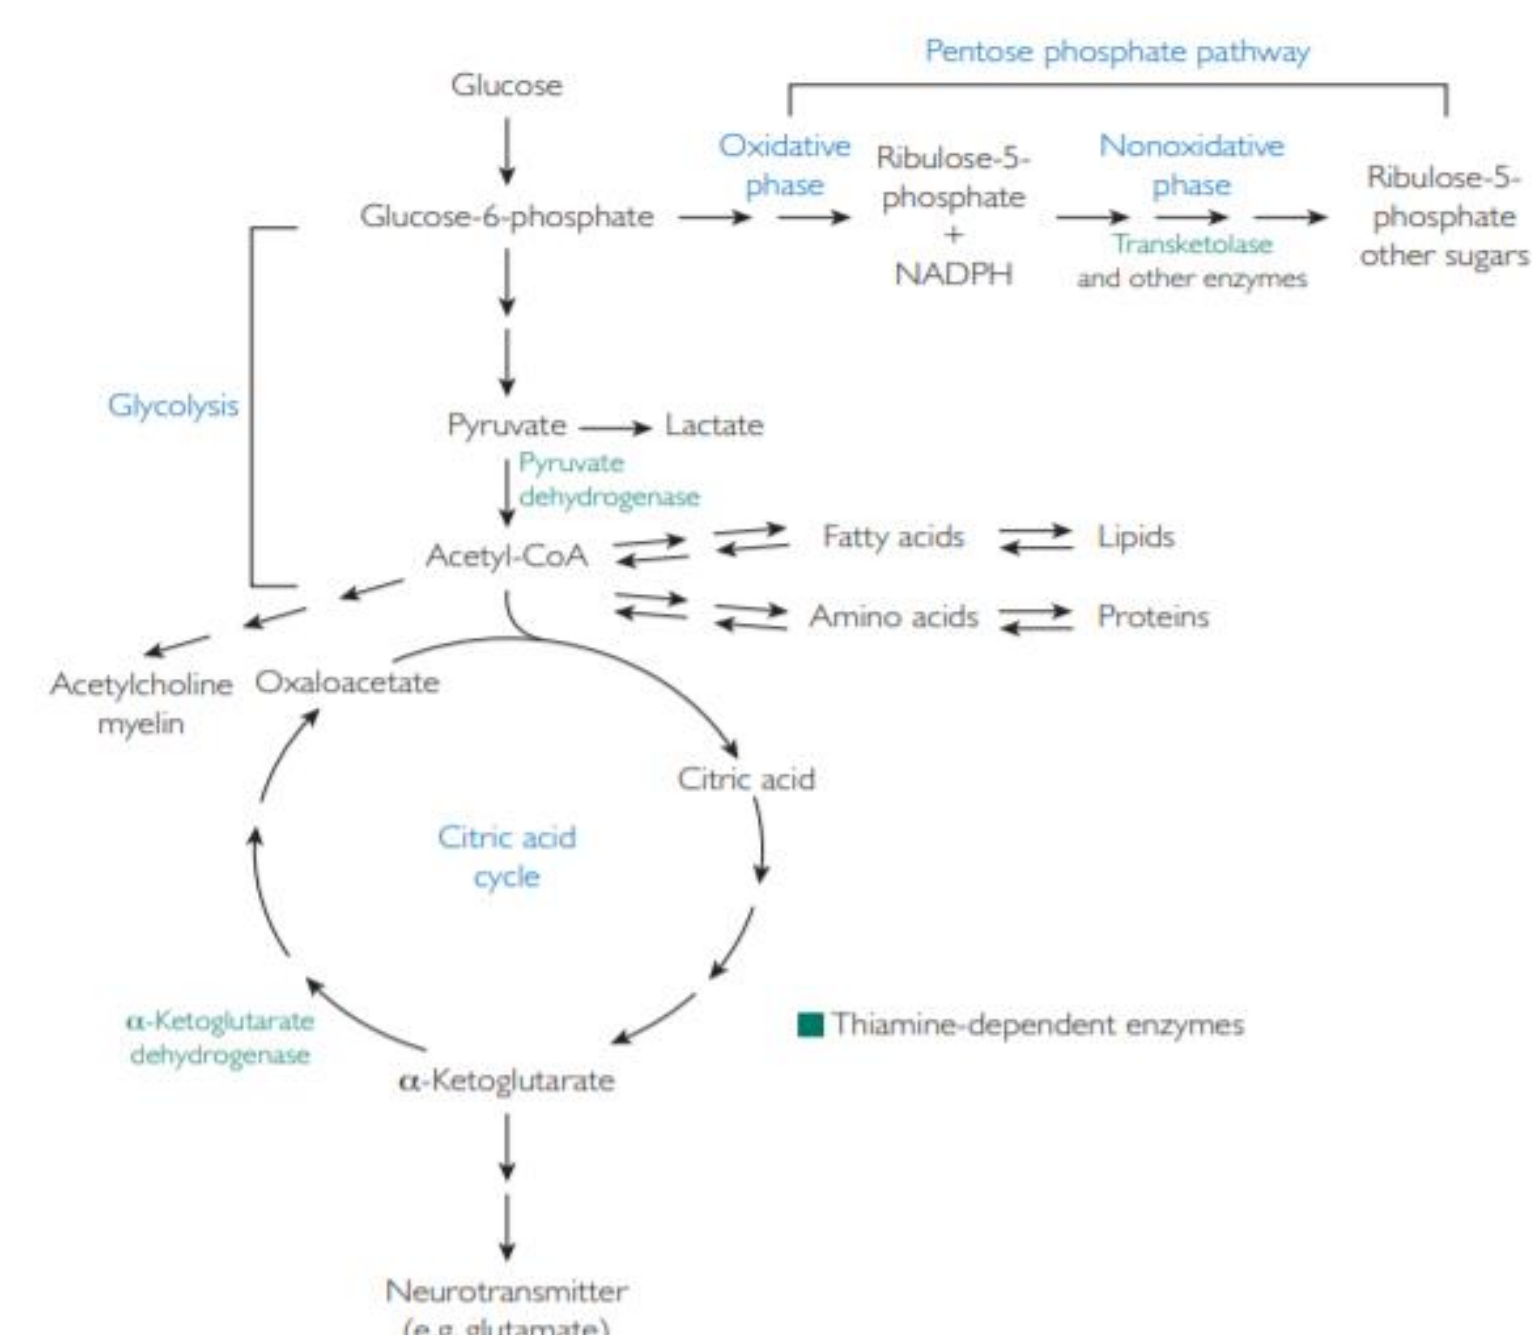 Pentose phosphate pathway
Glucose
Oxidative
phase
Ribulose-5-
phosphate
+
NADPH
Nonoxidative
phase
Ribulose-5-
phosphate
other sugars
Glucose-6-phosphate
Transketolase
and other enzymes
Glycolysis
Pyruvate
Lactate
Pyruvate
dehydrogenase
Acetyl-CoA
Fatty acids
Lipids
Amino acids
Proteins
Acetylcholine
myelin
Oxaloacetate
Citric acid
Citric acid
cycle
α-Ketoglutarate
dehydrogenase
Thiamine-dependent enzymes
α-Ketoglutarate
Neurotransmitter
(e.g. glutamate)